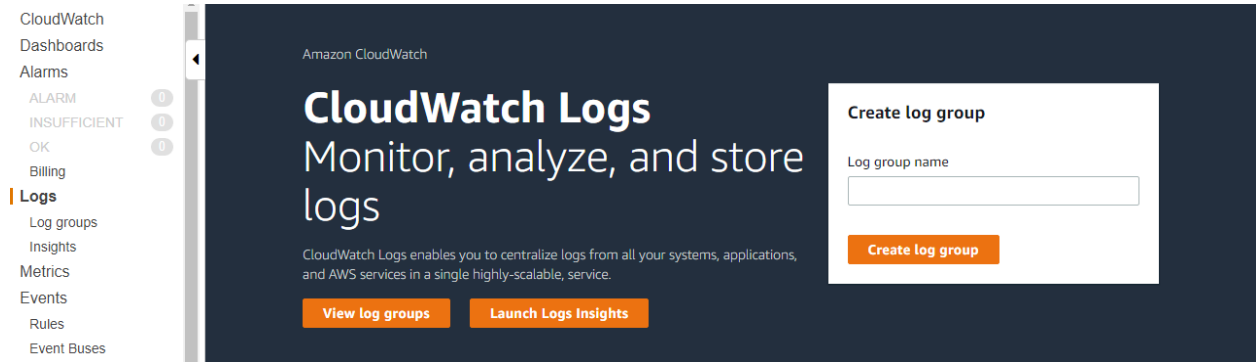 CloudWatch
Dashboards
Alarms
ALARM 0
INSUFFICIENT 0
OK 0
Billing
Logs
Log groups
Insights
Metrics
Events
Rules
Event Buses
Amazon CloudWatch
CloudWatch Logs
Monitor, analyze, and store
logs
CloudWatch Logs enables you to centralize logs from all your systems, applications,
and AWS services in a single highly-scalable, service.
View log groups
Launch Logs Insights
Create log group
Log group name
Create log group